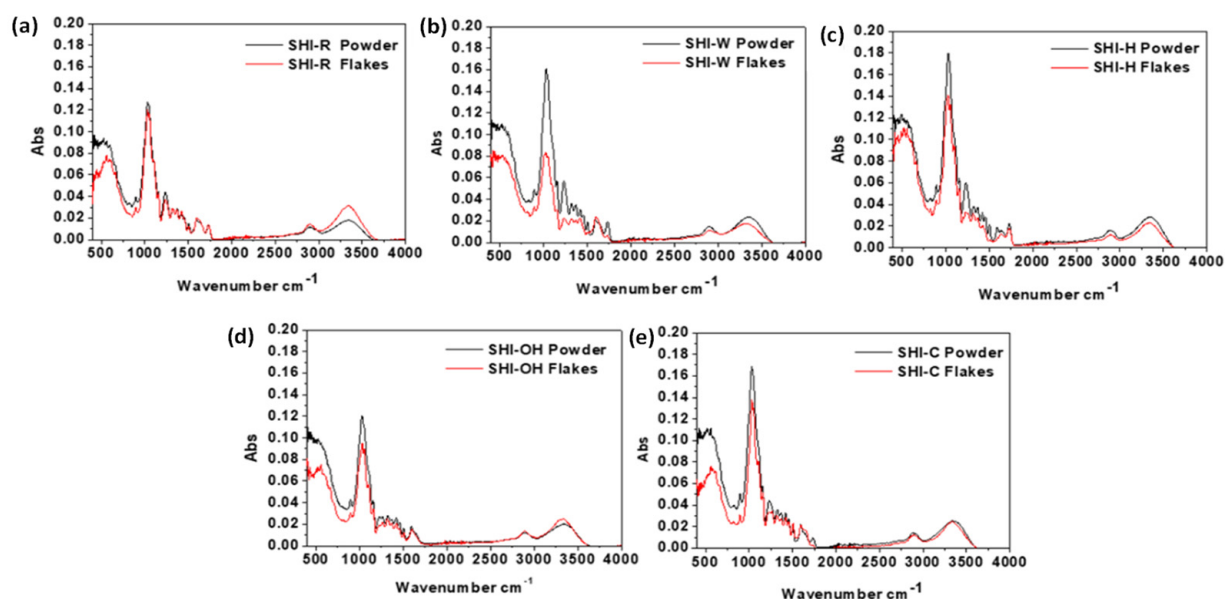 (a)
0.20
0.18
0.16
0.14
0.12
0.10
0.08
0.06
0.04
0.02
0.00
Abs
SHI-R Powder
SHI-R Flakes
500 1000 1500 2000 2500 3000 3500 4000
Wavenumber cm-1
(b)
0.20
0.18
0.16
0.14
0.12
0.10
0.08
0.06
0.04
0.02
0.00
Abs
SHI-W Powder
SHI-W Flakes
500 1000 1500 2000 2500 3000 3500 4000
Wavenumber cm-1
(c)
0.20
0.18
0.16
0.14
0.12
0.10
0.08
0.06
0.04
0.02
0.00
Abs
SHI-H Powder
SHI-H Flakes
500 1000 1500 2000 2500 3000 3500 4000
Wavenumber cm-1
(d)
0.20
0.18
0.16
0.14
0.12
0.10
0.08
0.06
0.04
0.02
0.00
Abs
SHI-OH Powder
SHI-OH Flakes
500 1000 1500 2000 2500 3000 3500 4000
Wavenumber cm-1
(e)
0.20
0.18
0.16
0.14
0.12
0.10
0.08
0.06
0.04
0.02
0.00
Abs
SHI-C Powder
SHI-C Flakes
500 1000 1500 2000 2500 3000 3500 4000
Wavenumber cm-1